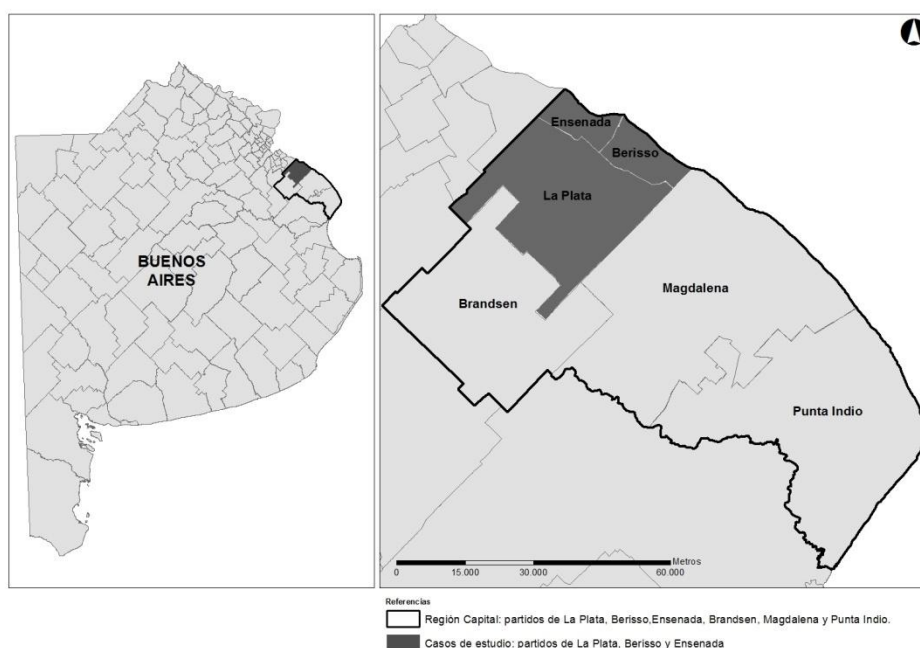 BUENOS
AIRES
Ensenada
Berisso
La Plata
Brandsen
Magdalena
Punta Indio
Metros
0 15.000 30.000 60.000
Referencias
Región Capital: partidos de La Plata, Berisso,Ensenada, Brandsen, Magdalena y Punta Indio.
Casos de estudio: partidos de La Plata, Berisso y Ensenada